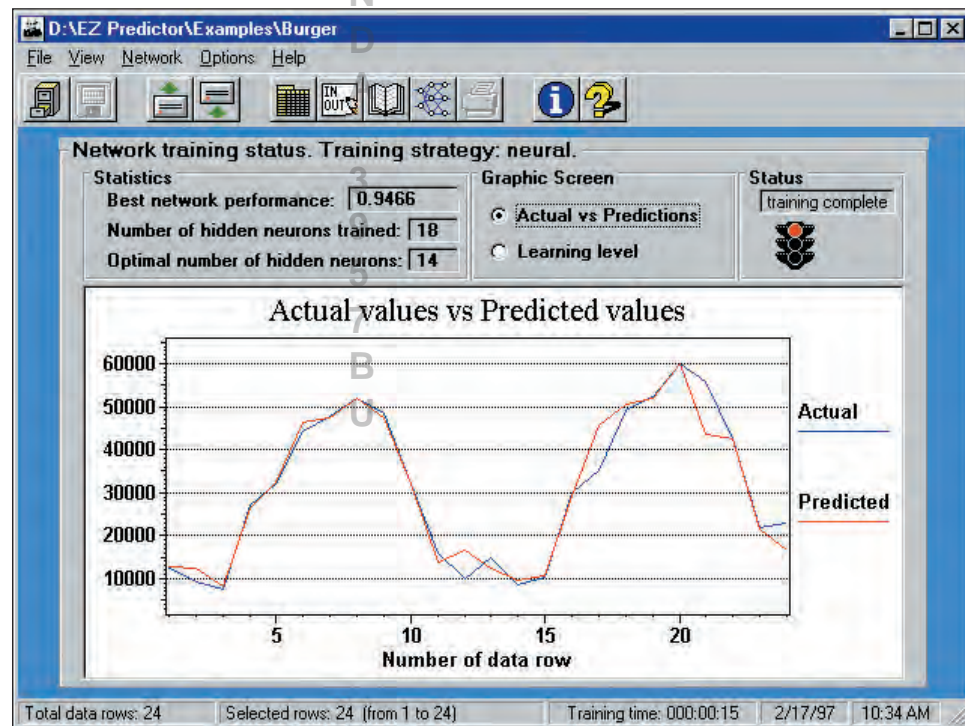 D:\EZ Predictor\Examples\Burger
File View Network Options Help
IN OUT
Network training status. Training strategy: neural.
Statistics
Best network performance: 0.9466
Number of hidden neurons trained: 18
Optimal number of hidden neurons: 14
Graphic Screen
Actual vs Predictions
Learning level
Status
training complete
Actual values vs Predicted values
60000
50000
40000
30000
20000
10000
5 10 15 20
Number of data row
Actual
Predicted
Total data rows: 24 Selected rows: 24 (from 1 to 24) Training time: 000:00:15 2/17/97 10:34 AM
N
D
3
9
5
7
B
U